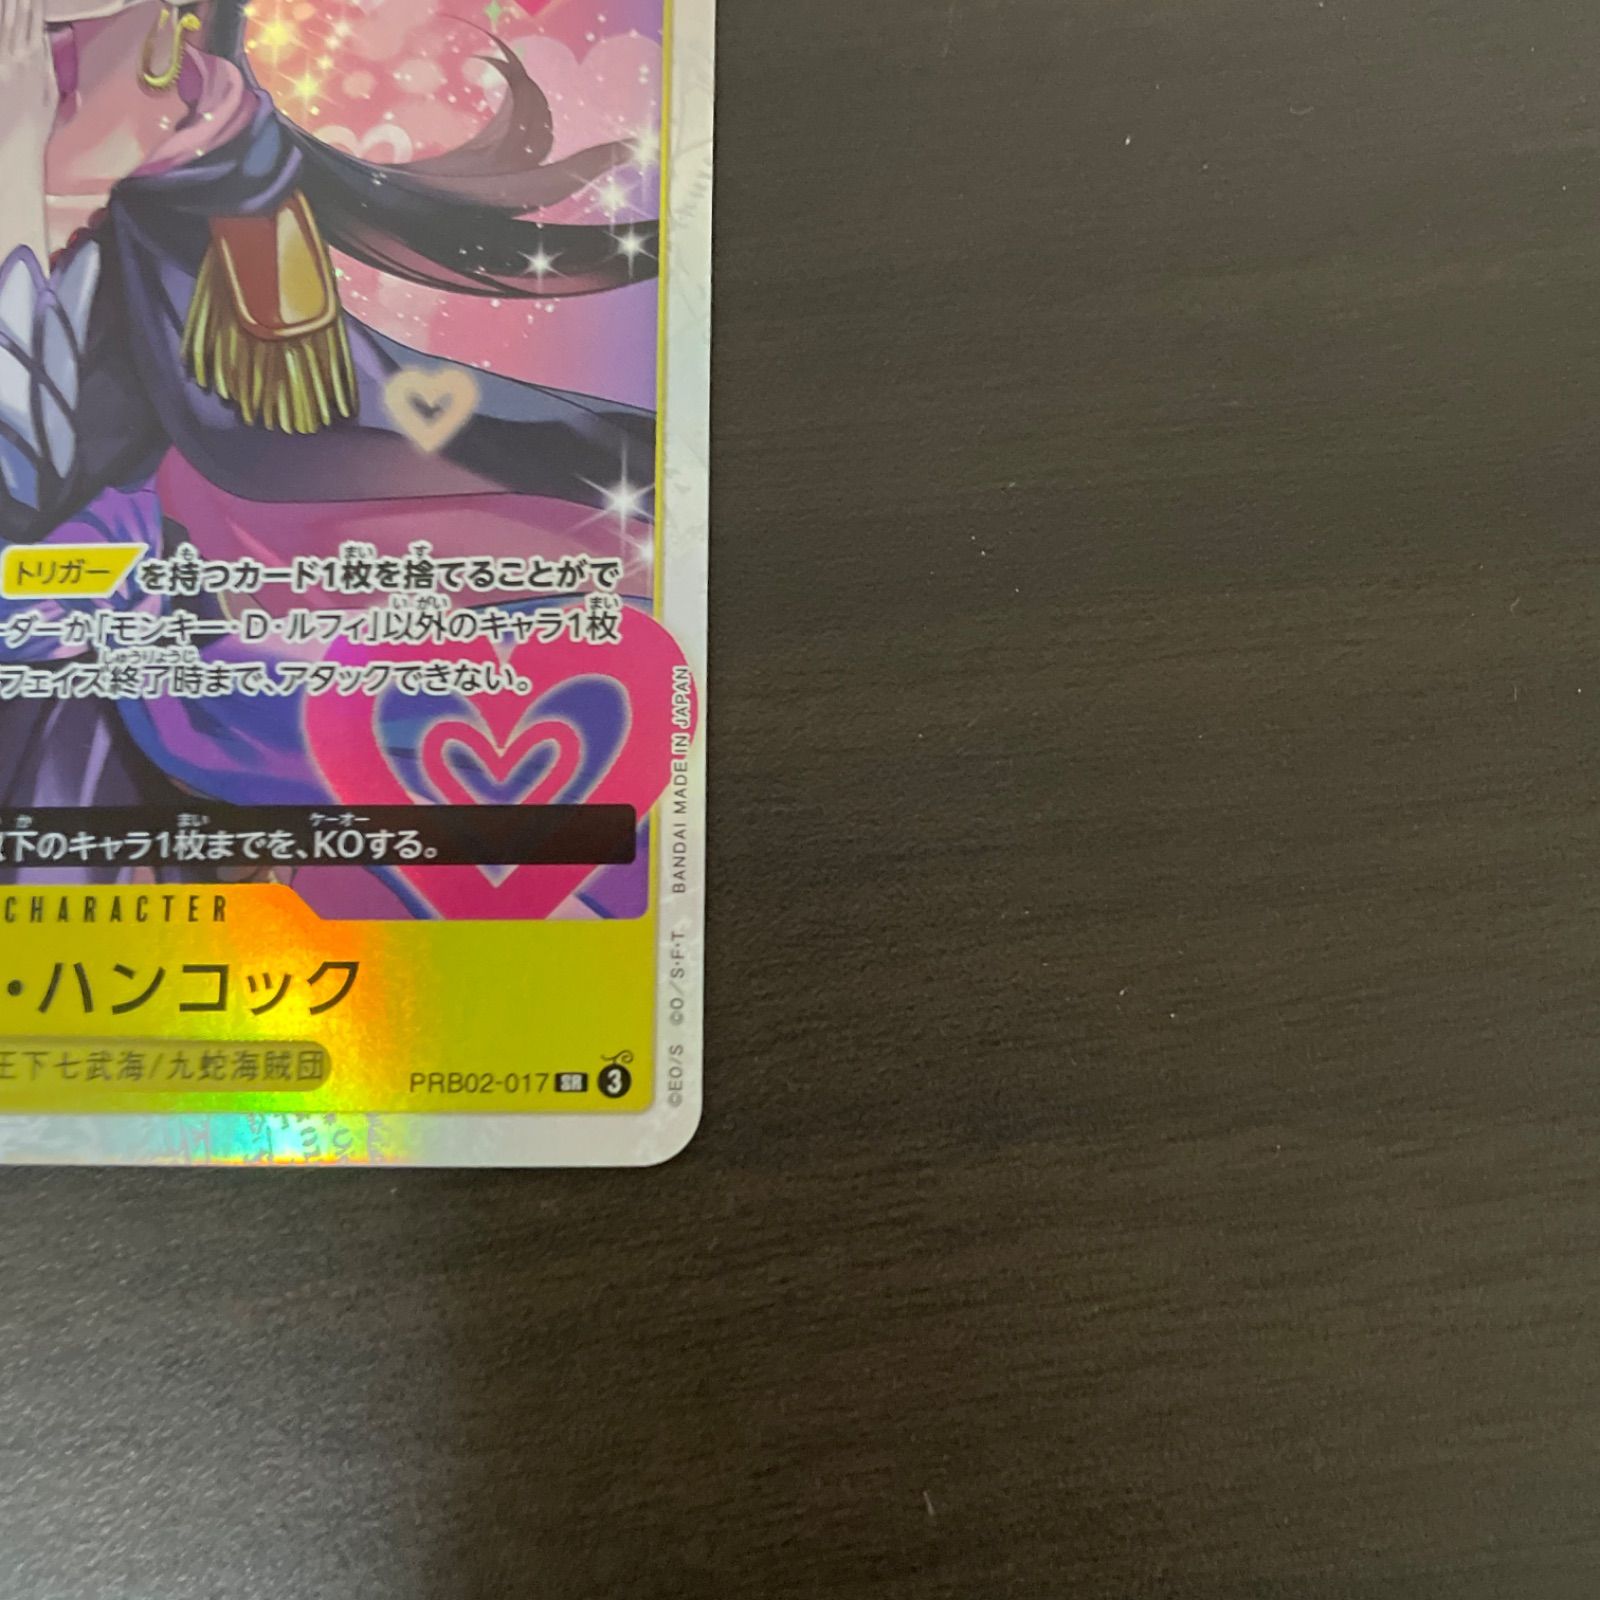 トリガー を持つカード1枚を捨てることがで
ーダーか「モンキー・D・ルフィ」以外のキャラ1枚
フェイズ終了時まで、アタックできない。
下のキャラ1枚までを、KOする。
CHARACTER
・ハンコック
王下七武海/九蛇海賊団
PRB02-017 SR 3
©EO/S ©O/S・F・T BANDAI MADE IN JAPAN